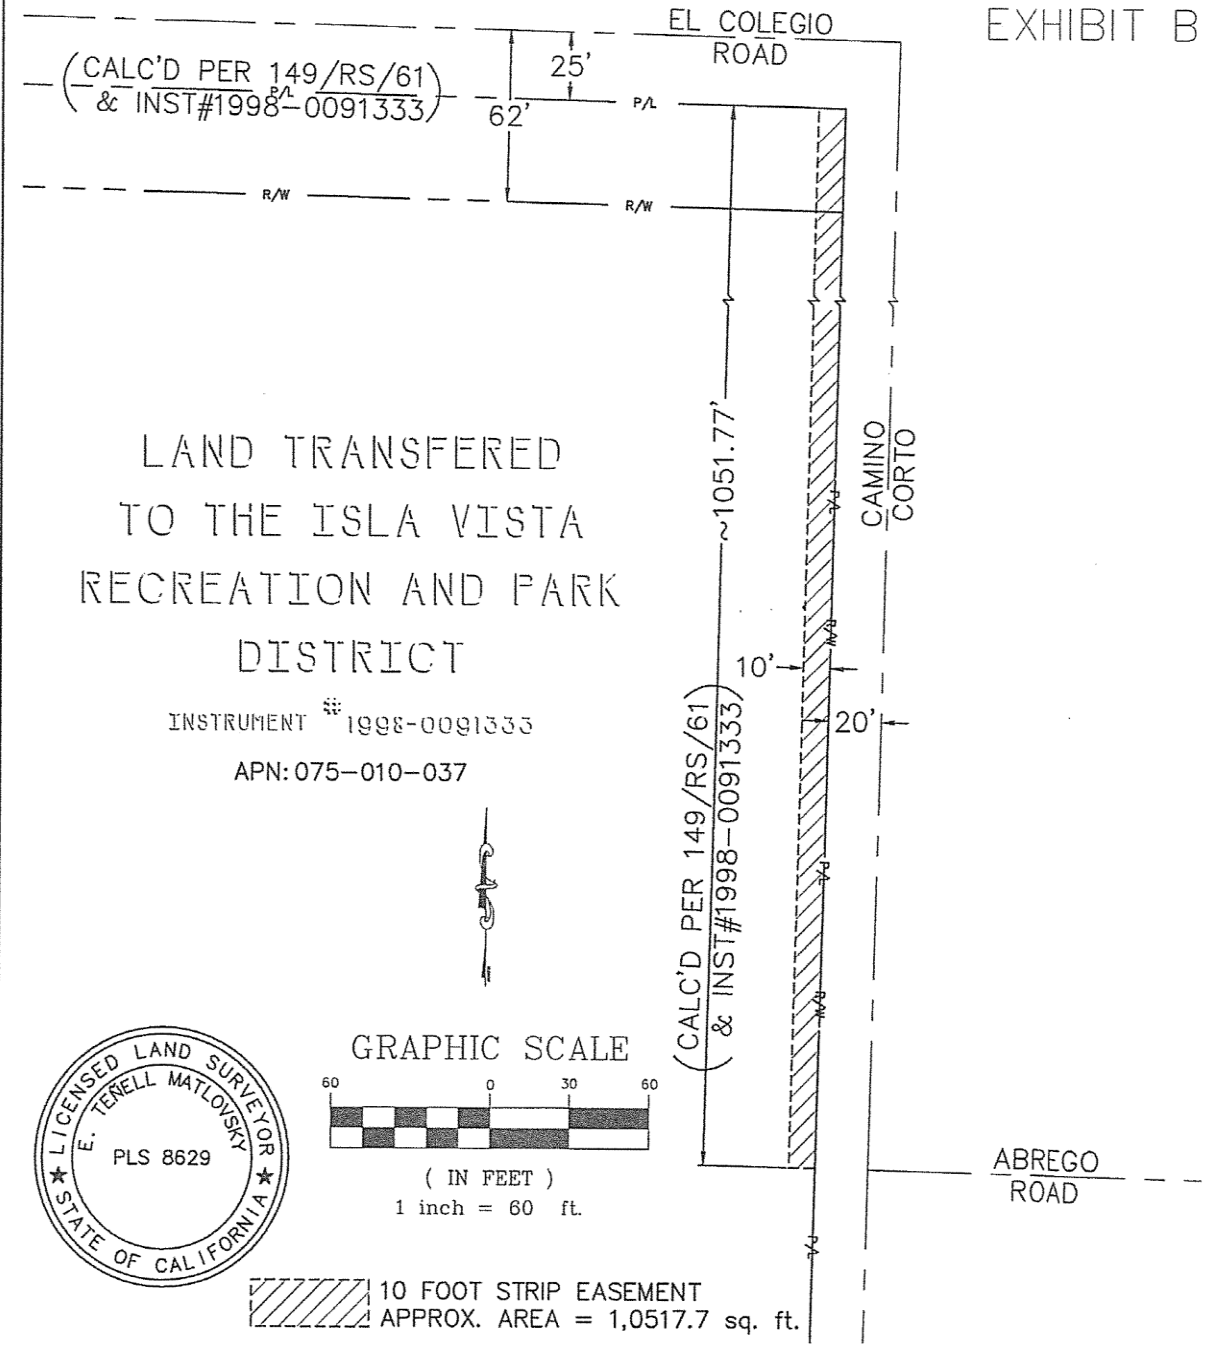 EXHIBIT B
EL COLEGIO
ROAD
(CALC'D PER 149/RS/61)
& INST#1998-0091333)
P/L
25'
62'
P/L
R/W
R/W
~1051.77'
(CALC'D PER 149/RS/61)
& INST#1998-0091333)
CAMINO
CORTO
P/L
R/W
10'
20'
P/L
R/W
P/L
LAND TRANSFERED
TO THE ISLA VISTA
RECREATION AND PARK
DISTRICT
INSTRUMENT #1998-0091333
APN: 075-010-037
GRAPHIC SCALE
60 0 30 60
( IN FEET )
1 inch = 60 ft.
LICENSED LAND SURVEYOR
E. TEÑELL MATLOVSKY
PLS 8629
STATE OF CALIFORNIA
ABREGO
ROAD
10 FOOT STRIP EASEMENT
APPROX. AREA = 1,0517.7 sq. ft.